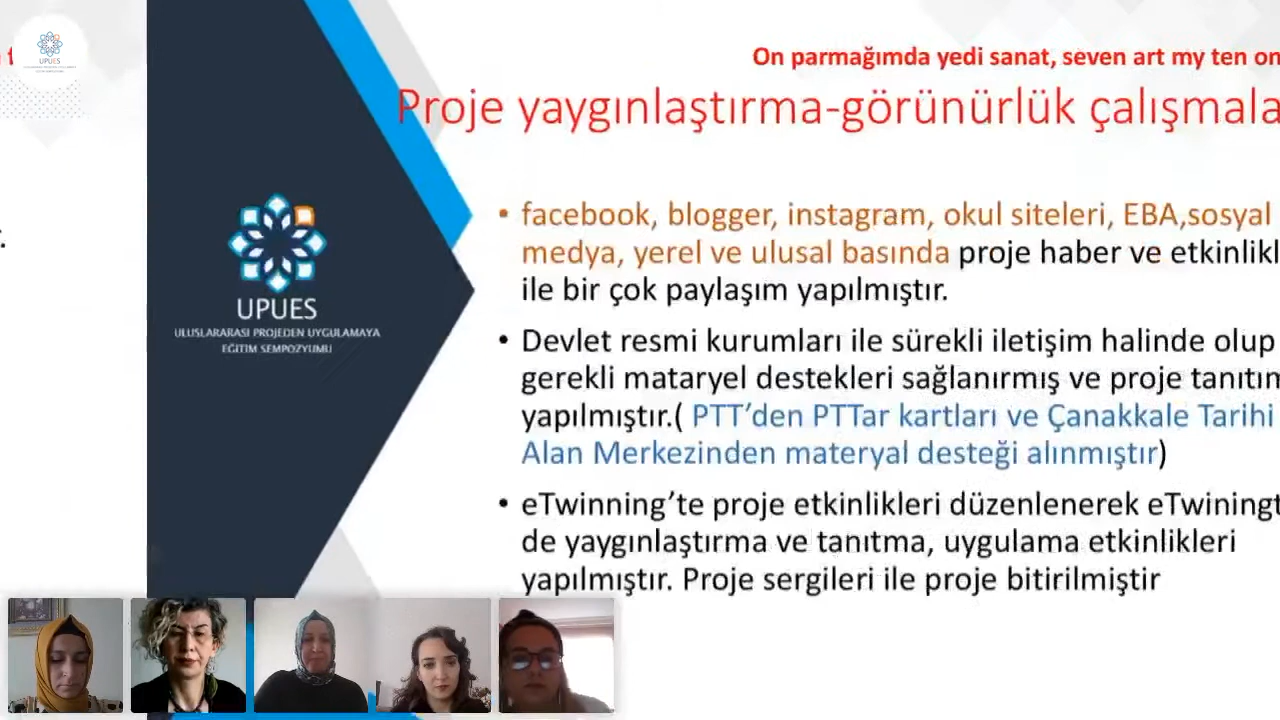 UPUES
On parmağımda yedi sanat, seven art my ten on
Proje yaygınlaştırma-görünürlük çalışmala
• facebook, blogger, instagram, okul siteleri, EBA,sosyal
medya, yerel ve ulusal basında proje haber ve etkinlikl
ile bir çok paylaşım yapılmıştır.
• Devlet resmi kurumları ile sürekli iletişim halinde olup
gerekli mataryel destekleri sağlanırmış ve proje tanıtım
yapılmıştır.( PTT’den PTTar kartları ve Çanakkale Tarihi
Alan Merkezinden materyal desteği alınmıştır)
• eTwinning’te proje etkinlikleri düzenlenerek eTwiningt
de yaygınlaştırma ve tanıtma, uygulama etkinlikleri
yapılmıştır. Proje sergileri ile proje bitirilmiştir
UPUES
ULUSLARARASI PROJEDEN UYGULAMAYA
EĞİTİM SEMPOZYUMU